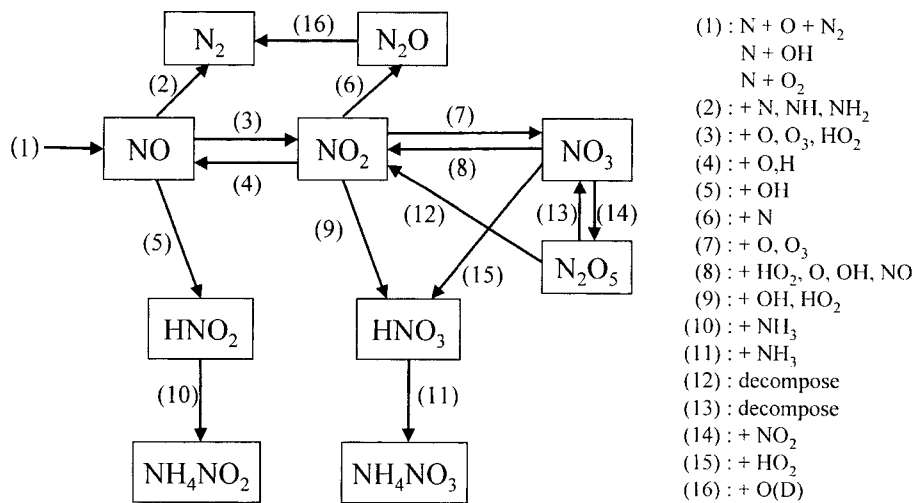 N₂
(16)
N₂O
(2)
(6)
(1)
NO
(3)
(4)
NO₂
(7)
(8)
NO₃
(5)
(9)
(12)
(13)
(14)
(15)
N₂O₅
HNO₂
HNO₃
(10)
(11)
NH₄NO₂
NH₄NO₃
(1) : N + O + N₂
N + OH
N + O₂
(2) : + N, NH, NH₂
(3) : + O, O₃, HO₂
(4) : + O,H
(5) : + OH
(6) : + N
(7) : + O, O₃
(8) : + HO₂, O, OH, NO
(9) : + OH, HO₂
(10) : + NH₃
(11) : + NH₃
(12) : decompose
(13) : decompose
(14) : + NO₂
(15) : + HO₂
(16) : + O(D)